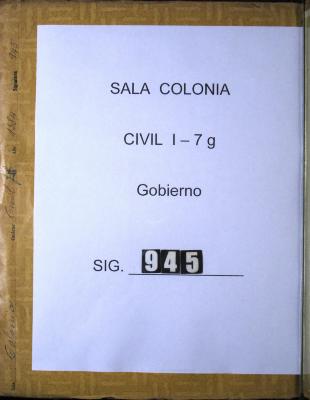 SALA COLONIA
CIVIL I – 7 g
Gobierno
SIG. 945